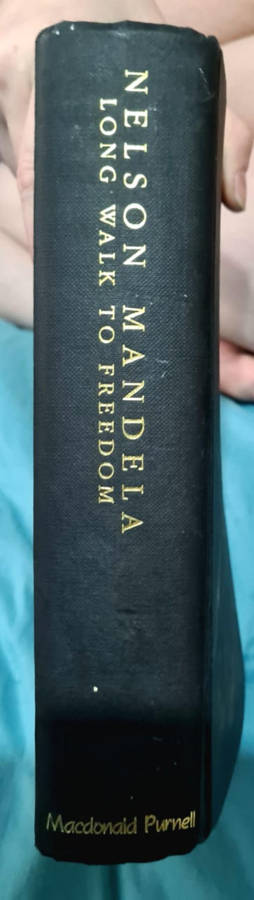 NELSON MANDELA
LONG WALK TO FREEDOM
Macdonald Purnell